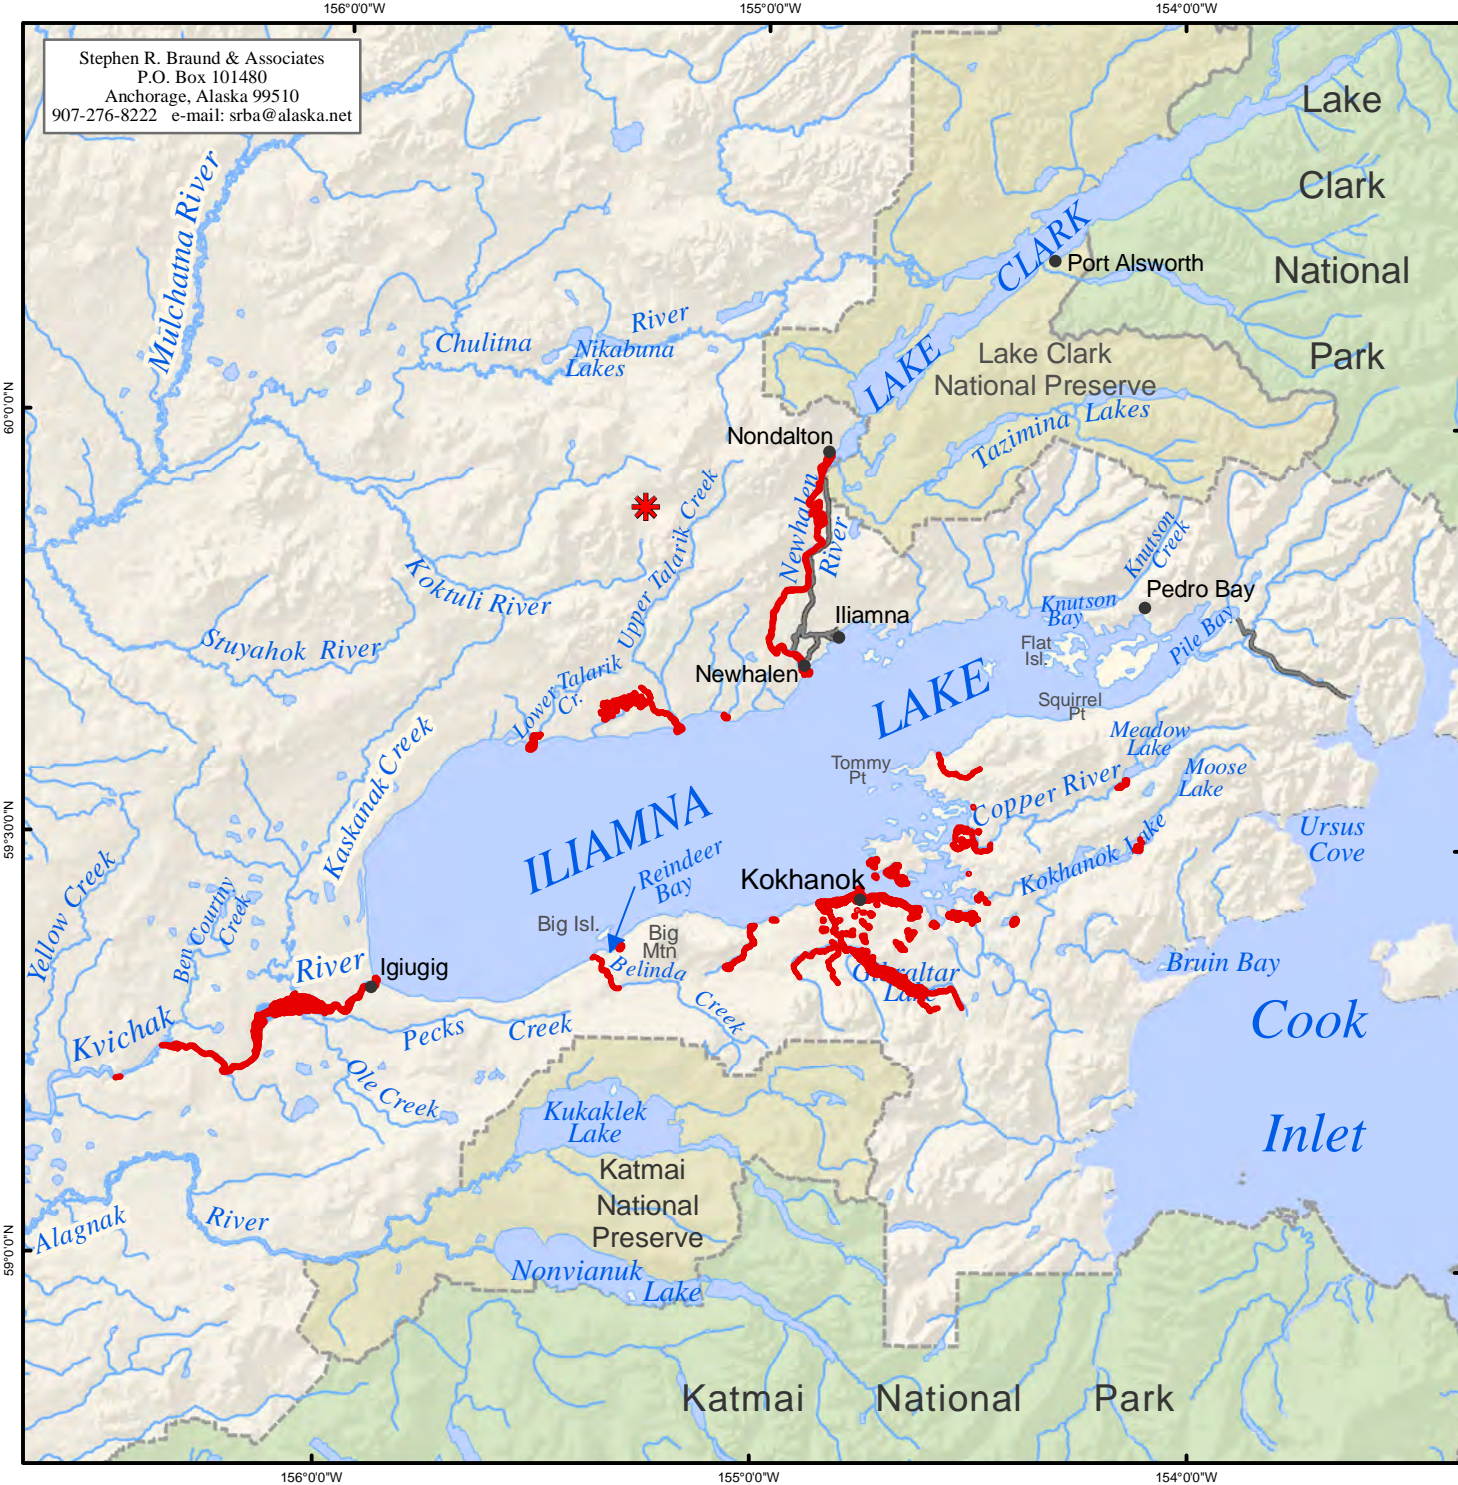 156°0'0"W
155°0'0"W
154°0'0"W
Stephen R. Braund & Associates
P.O. Box 101480
Anchorage, Alaska 99510
907-276-8222 e-mail: srba@alaska.net
Lake
Clark
National
Park
Mulchatna River
LAKE CLARK
Port Alsworth
Chulitna River
Nikabuna
Lakes
Lake Clark
National Preserve
60°0'0"N
Tazimina Lakes
Nondalton
Newhalen
River
Upper Talarik Creek
Knutson
Creek
Koktuli River
Pedro Bay
Knutson
Bay
Iliamna
Pile Bay
Stuyahok River
Flat
Isl.
Newhalen
Lower Talarik
Cr.
LAKE
Squirrel
Pt
Meadow
Lake
Moose
Lake
Tommy
Pt
Kaskanak Creek
Copper River
59°30'0"N
ILIAMNA
Ursus
Cove
Kokhanok Lake
Reindeer
Bay
Kokhanok
Yellow Creek
Ben Courtny
Creek
Big Isl.
Big
Mtn
Belinda
Creek
Gibraltar
Lake
Bruin Bay
Igiugig
Kvichak River
Pecks Creek
Cook
Inlet
Ole Creek
Kukaklek
Lake
Katmai
National
Preserve
Alagnak River
59°0'0"N
Nonvianuk
Lake
Katmai National Park
156°0'0"W
155°0'0"W
154°0'0"W